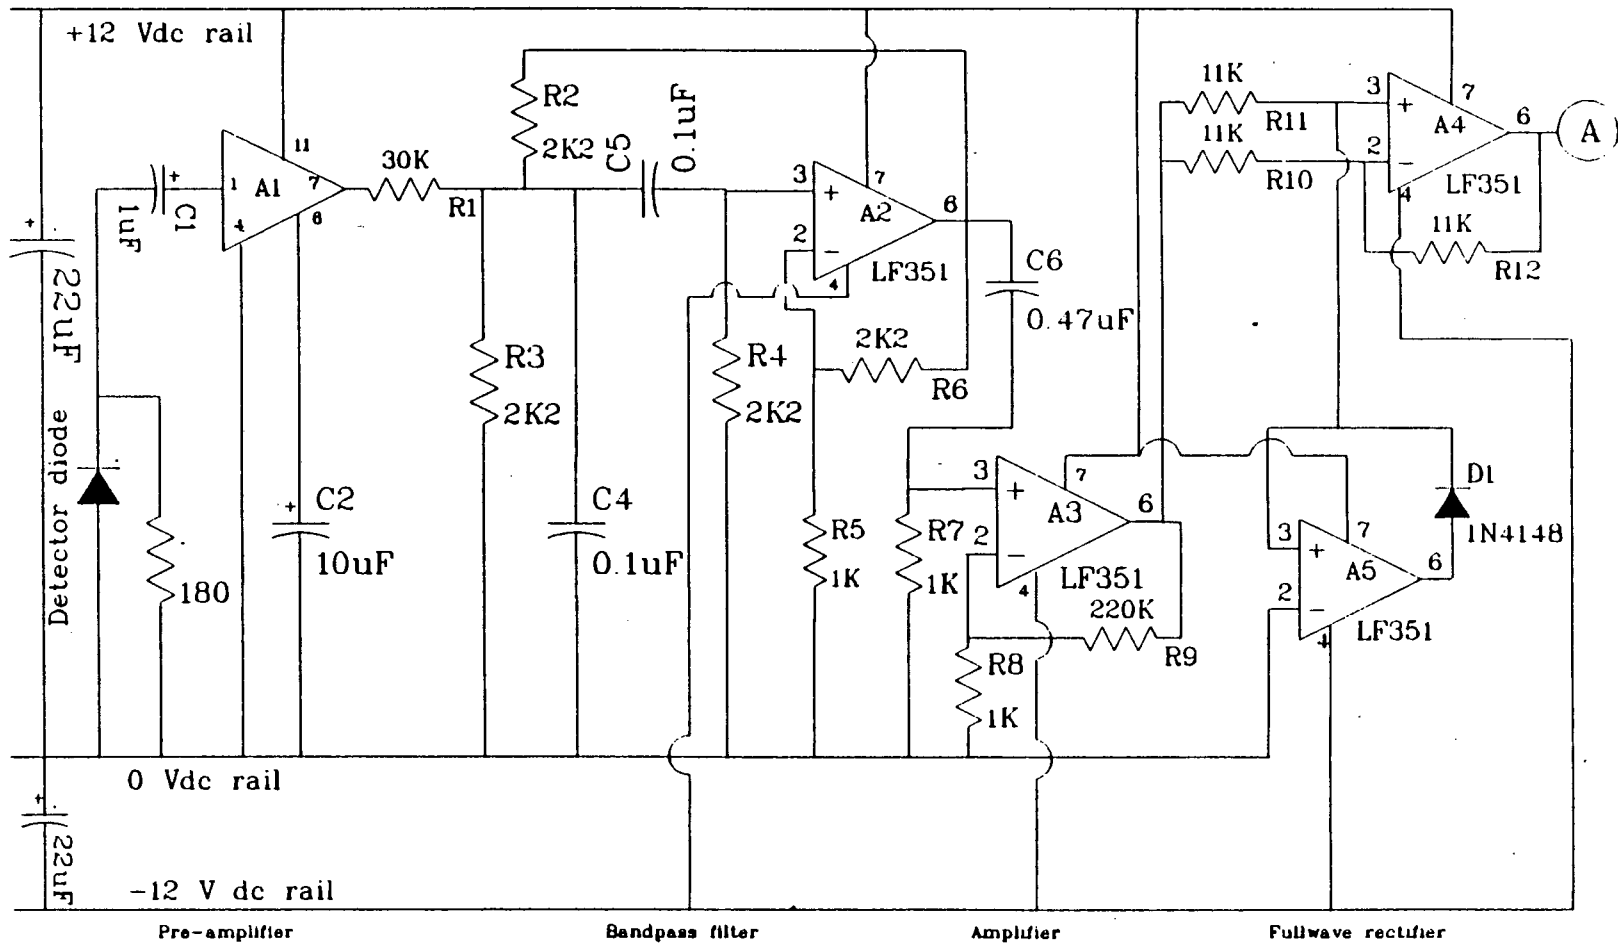 +12 Vdc rail
22uF
1uF
C1
+
1
A1
11
7
4
6
30K
R1
R2
2K2
C5
0.1uF
3
+
2
−
A2
7
6
4
LF351
C6
0.47uF
11K
R11
11K
R10
3
+
2
−
A4
7
6
4
LF351
11K
R12
A
Detector diode
180
+
C2
10uF
R3
2K2
C4
0.1uF
R4
2K2
2K2
R6
R5
1K
R7
1K
3
+
2
−
A3
7
6
4
LF351
220K
R9
R8
1K
D1
1N4148
3
+
2
−
A5
7
6
4
LF351
0 Vdc rail
+
22uF
-12 V dc rail
Pre-amplifier
Bandpass filter
Amplifier
Fullwave rectifier